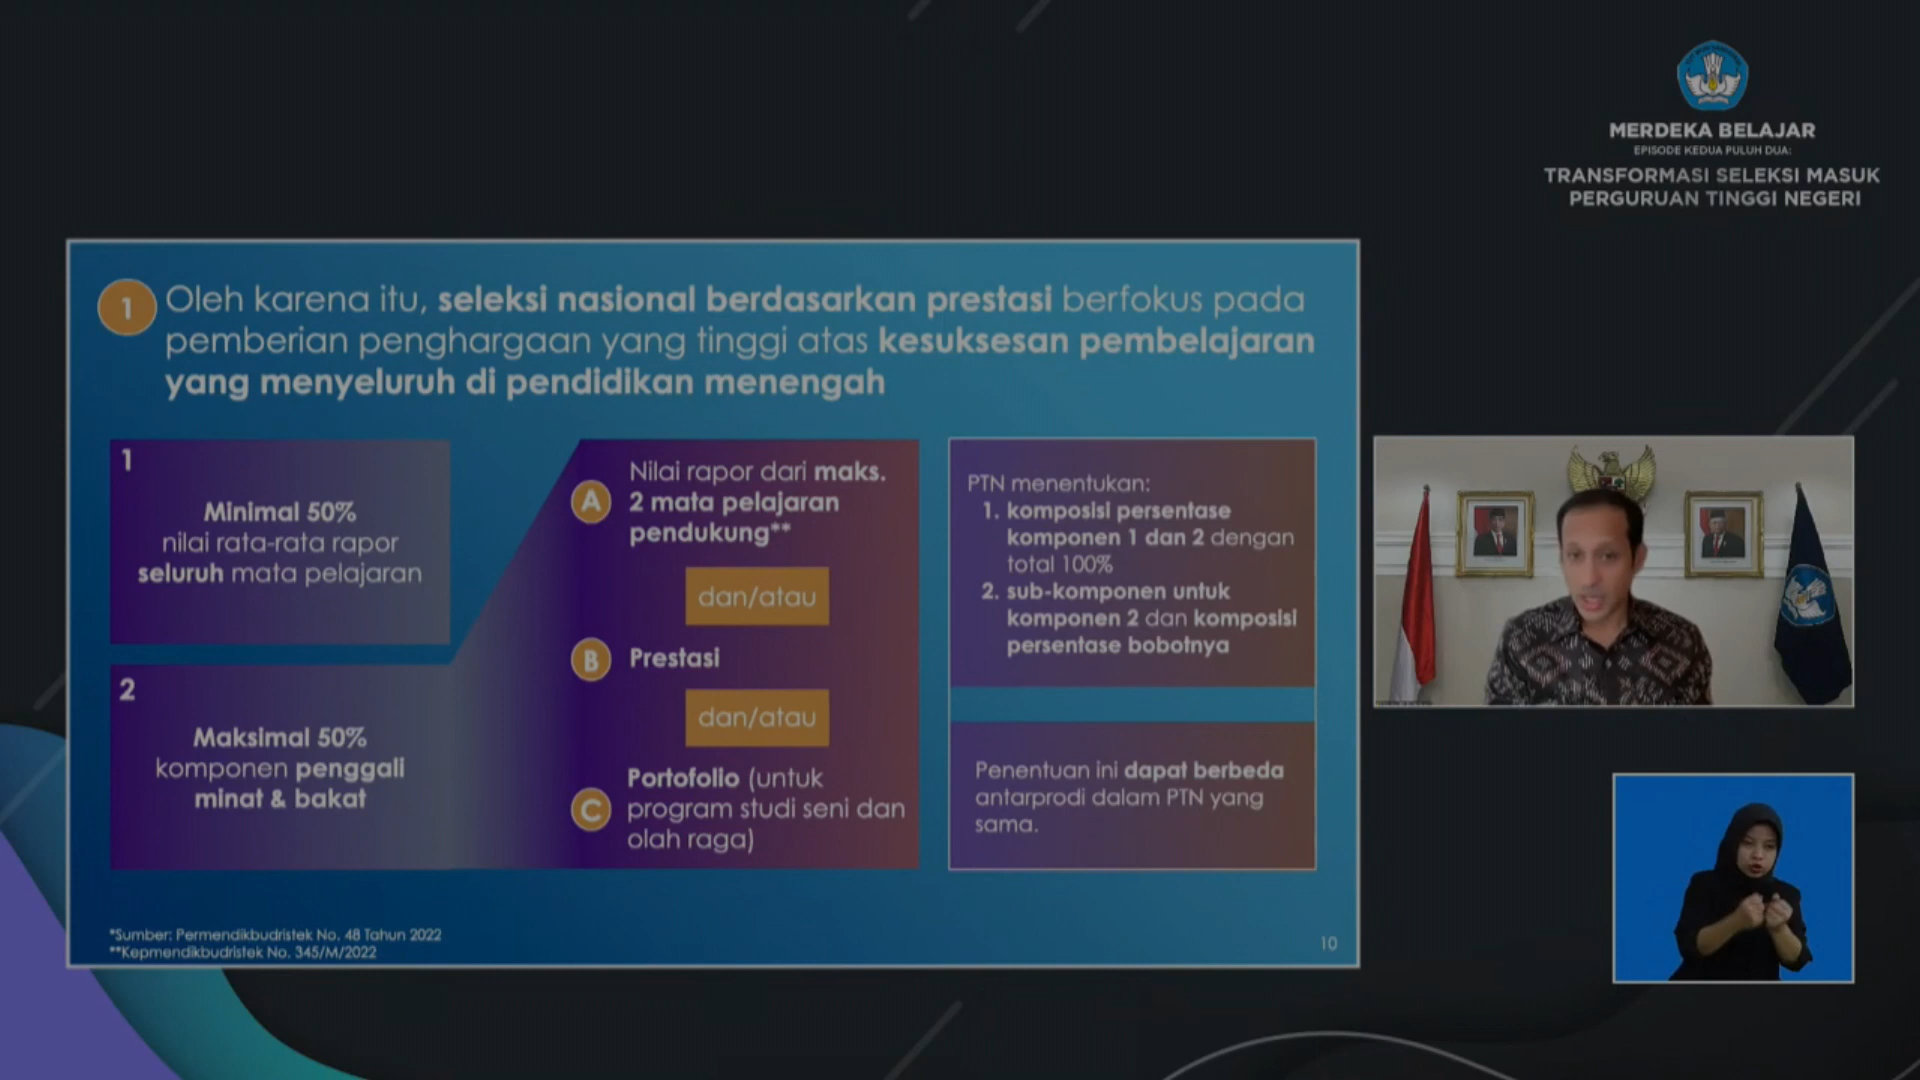 MERDEKA BELAJAR
EPISODE KEDUA PULUH DUA:
TRANSFORMASI SELEKSI MASUK
PERGURUAN TINGGI NEGERI
1
Oleh karena itu, seleksi nasional berdasarkan prestasi berfokus pada
pemberian penghargaan yang tinggi atas kesuksesan pembelajaran
yang menyeluruh di pendidikan menengah
1
Minimal 50%
nilai rata-rata rapor
seluruh mata pelajaran
2
Maksimal 50%
komponen penggali
minat & bakat
A
Nilai rapor dari maks.
2 mata pelajaran
pendukung**
dan/atau
B
Prestasi
dan/atau
C
Portofolio (untuk
program studi seni dan
olah raga)
PTN menentukan:
1. komposisi persentase
komponen 1 dan 2 dengan
total 100%
2. sub-komponen untuk
komponen 2 dan komposisi
persentase bobotnya
Penentuan ini dapat berbeda
antarprodi dalam PTN yang
sama.
*Sumber: Permendikbudristek No. 48 Tahun 2022
**Kepmendikbudristek No. 345/M/2022
10